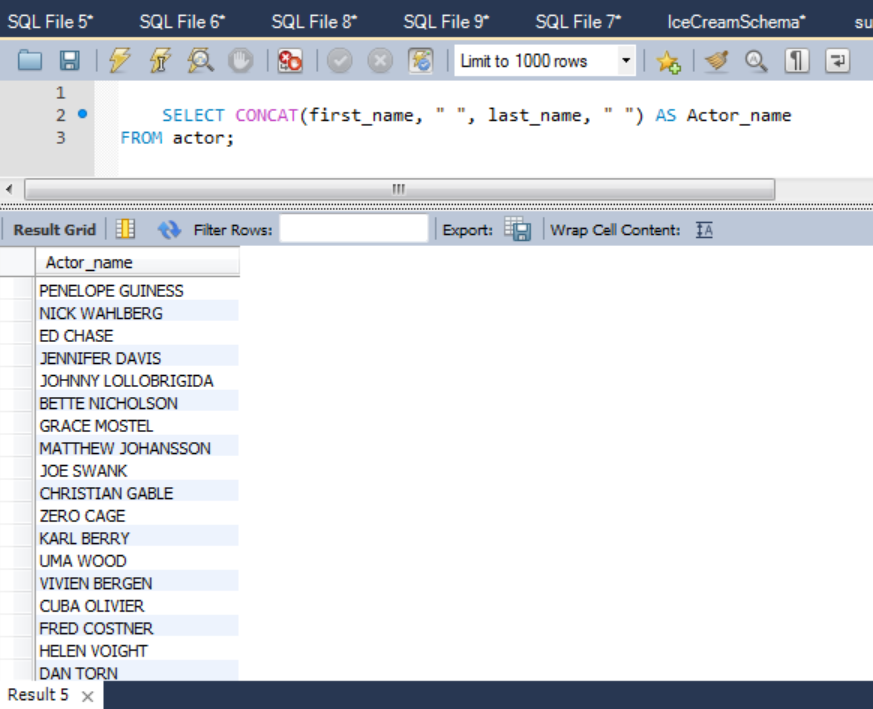 SQL File 5* SQL File 6* SQL File 8* SQL File 9* SQL File 7* IceCreamSchema* su
Limit to 1000 rows
1
2 SELECT CONCAT(first_name, " ", last_name, " ") AS Actor_name
3 FROM actor;
Result Grid Filter Rows: Export: Wrap Cell Content: IA
Actor_name
PENELOPE GUINESS
NICK WAHLBERG
ED CHASE
JENNIFER DAVIS
JOHNNY LOLLOBRIGIDA
BETTE NICHOLSON
GRACE MOSTEL
MATTHEW JOHANSSON
JOE SWANK
CHRISTIAN GABLE
ZERO CAGE
KARL BERRY
UMA WOOD
VIVIEN BERGEN
CUBA OLIVIER
FRED COSTNER
HELEN VOIGHT
DAN TORN
Result 5